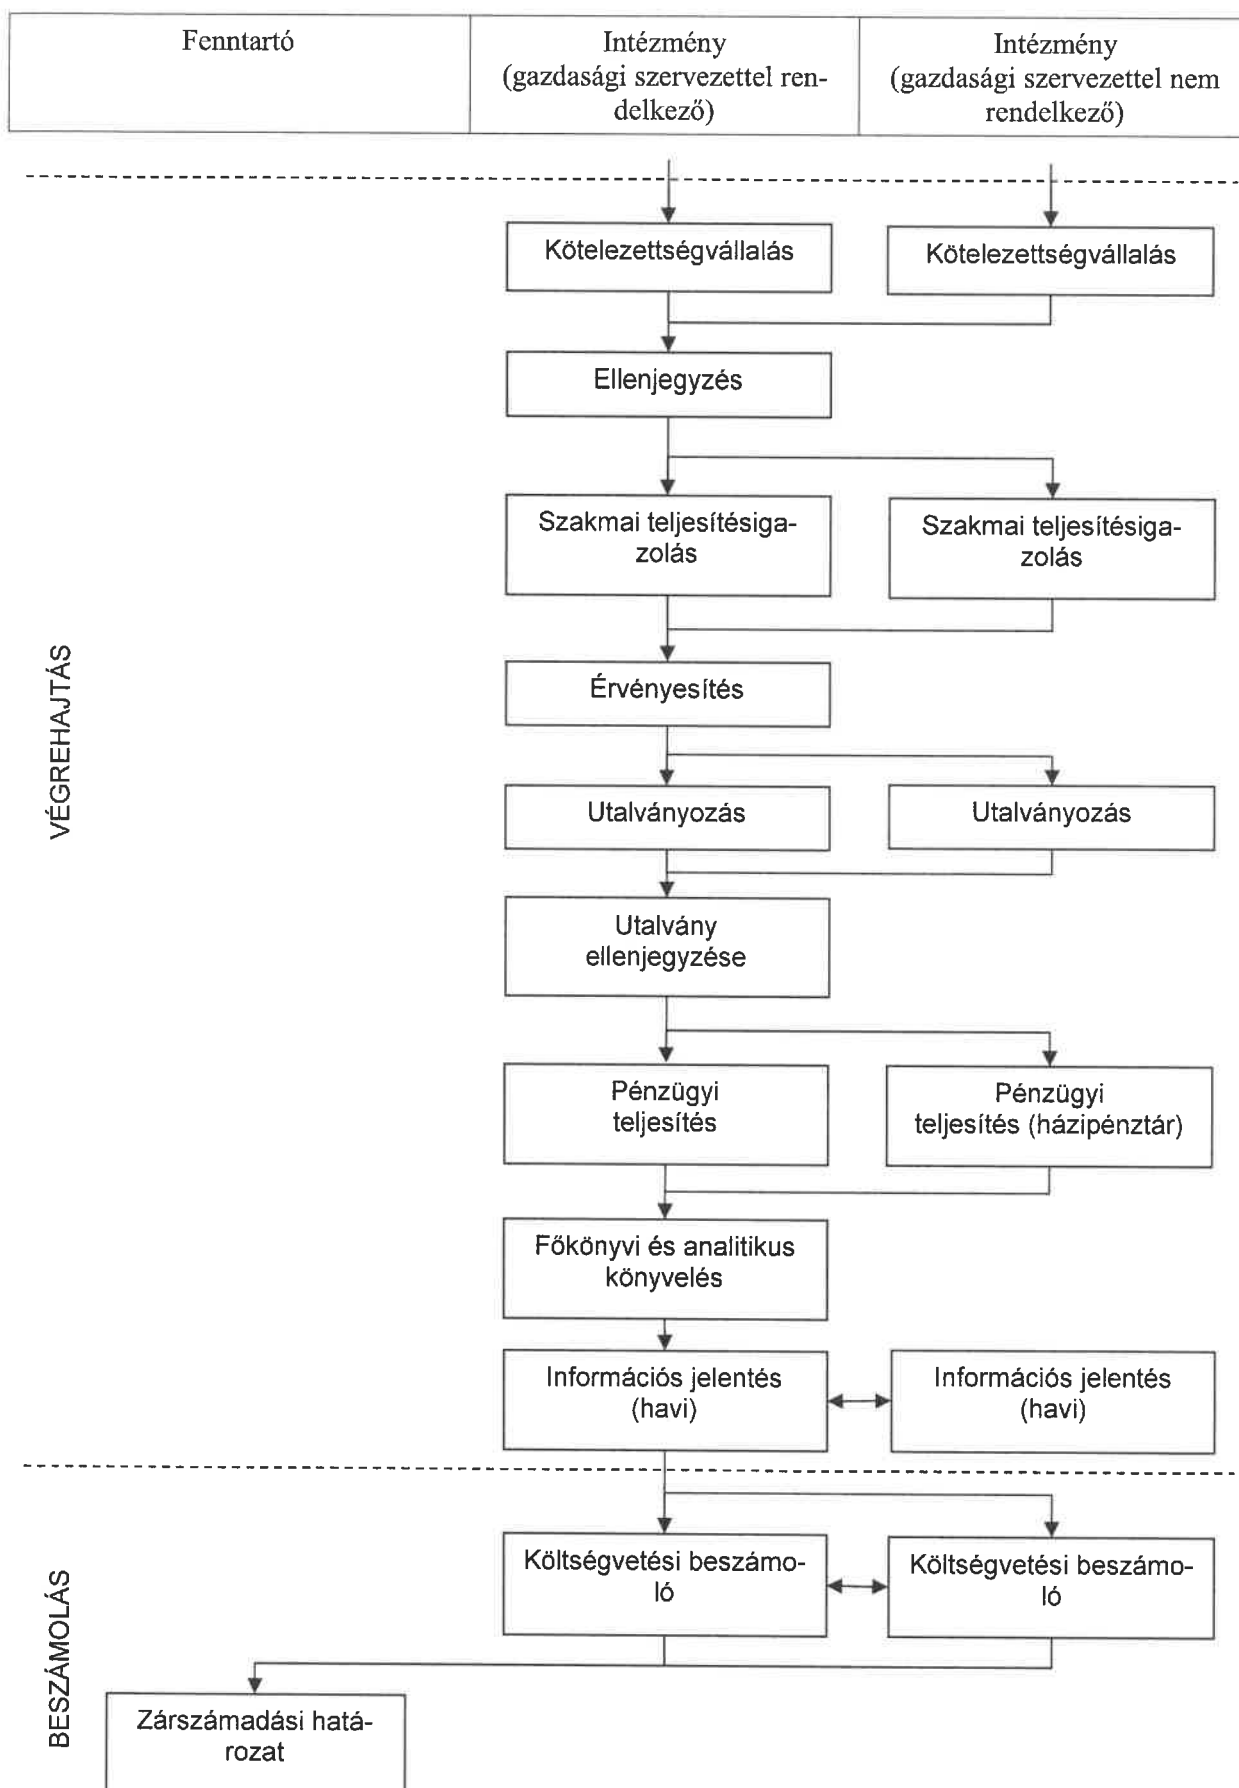 Fenntartó
Intézmény
(gazdasági szervezettel ren-
delkező)
Intézmény
(gazdasági szervezettel nem
rendelkező)
VÉGREHAJTÁS
Kötelezettségvállalás
Kötelezettségvállalás
Ellenjegyzés
Szakmai teljesítésiga-
zolás
Szakmai teljesítésiga-
zolás
Érvényesítés
Utalványozás
Utalványozás
Utalvány
ellenjegyzése
Pénzügyi
teljesítés
Pénzügyi
teljesítés (házipénztár)
Főkönyvi és analitikus
könyvelés
Információs jelentés
(havi)
Információs jelentés
(havi)
BESZÁMOLÁS
Költségvetési beszámo-
ló
Költségvetési beszámo-
ló
Zárszámadási hatá-
rozat